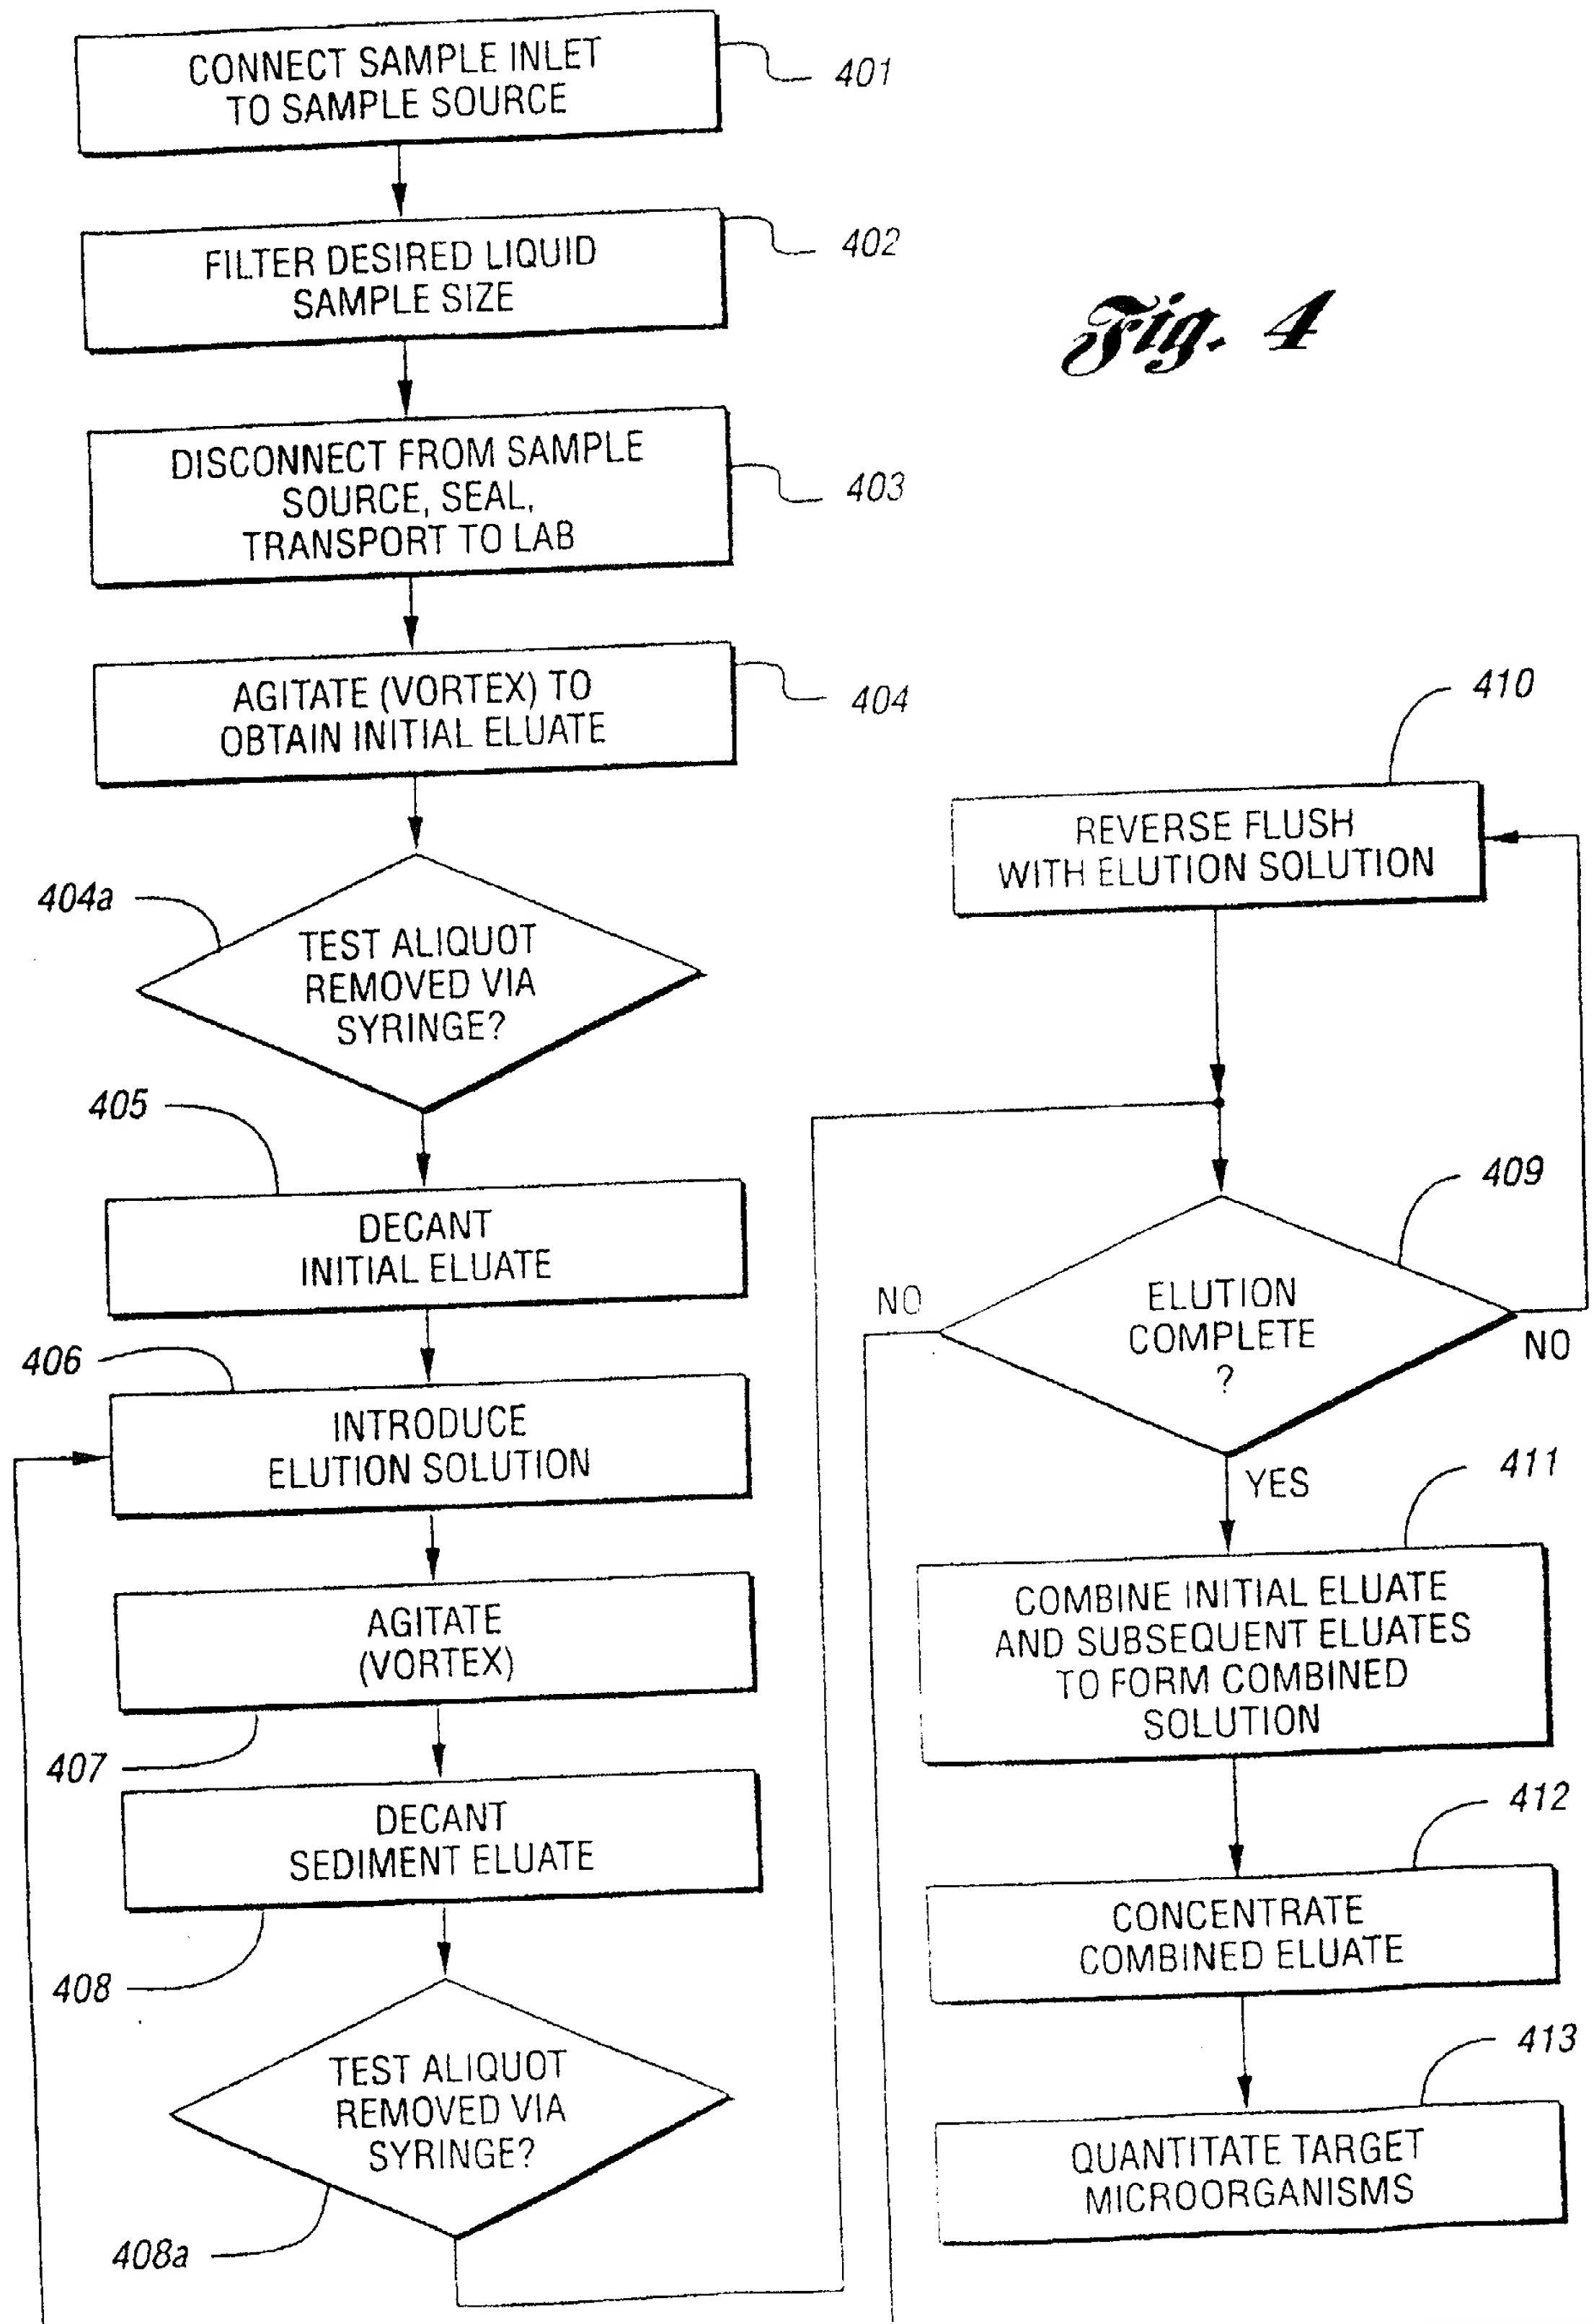 CONNECT SAMPLE INLET
TO SAMPLE SOURCE
401
FILTER DESIRED LIQUID
SAMPLE SIZE
402
Fig. 4
DISCONNECT FROM SAMPLE
SOURCE, SEAL,
TRANSPORT TO LAB
403
AGITATE (VORTEX) TO
OBTAIN INITIAL ELUATE
404
404a
TEST ALIQUOT
REMOVED VIA
SYRINGE?
405
DECANT
INITIAL ELUATE
406
INTRODUCE
ELUTION SOLUTION
AGITATE
(VORTEX)
407
DECANT
SEDIMENT ELUATE
408
TEST ALIQUOT
REMOVED VIA
SYRINGE?
408a
410
REVERSE FLUSH
WITH ELUTION SOLUTION
409
NO
ELUTION
COMPLETE
?
NO
YES
411
COMBINE INITIAL ELUATE
AND SUBSEQUENT ELUATES
TO FORM COMBINED
SOLUTION
412
CONCENTRATE
COMBINED ELUATE
413
QUANTITATE TARGET
MICROORGANISMS